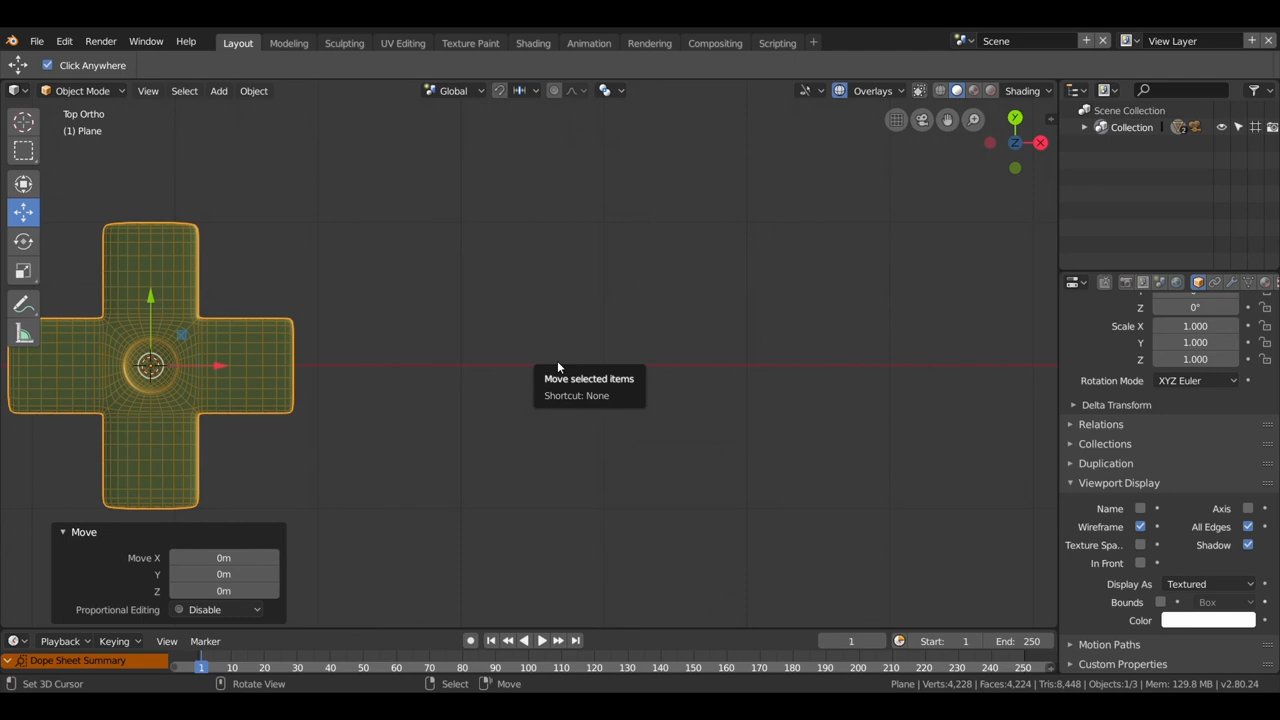 File Edit Render Window Help Layout Modeling Sculpting UV Editing Texture Paint Shading Animation Rendering Compositing Scripting + Scene View Layer
Click Anywhere
Object Mode View Select Add Object Global Overlays Shading
Top Ortho
(1) Plane
Y
Z X
Scene Collection
Collection 2
Z 0°
Scale X 1.000
Y 1.000
Z 1.000
Rotation Mode XYZ Euler
Delta Transform
Relations
Collections
Duplication
Viewport Display
Name Axis
Wireframe All Edges
Texture Spa.. Shadow
In Front
Display As Textured
Bounds Box
Color
Motion Paths
Custom Properties
Move selected items
Shortcut: None
Move
Move X 0m
Y 0m
Z 0m
Proportional Editing Disable
Playback Keying View Marker 1 Start: 1 End: 250
Dope Sheet Summary 1 10 20 30 40 50 60 70 80 90 100 110 120 130 140 150 160 170 180 190 200 210 220 230 240 250
Set 3D Cursor Rotate View Select Move Plane | Verts:4,228 | Faces:4,224 | Tris:8,448 | Objects:1/3 | Mem: 129.8 MB | v2.80.24